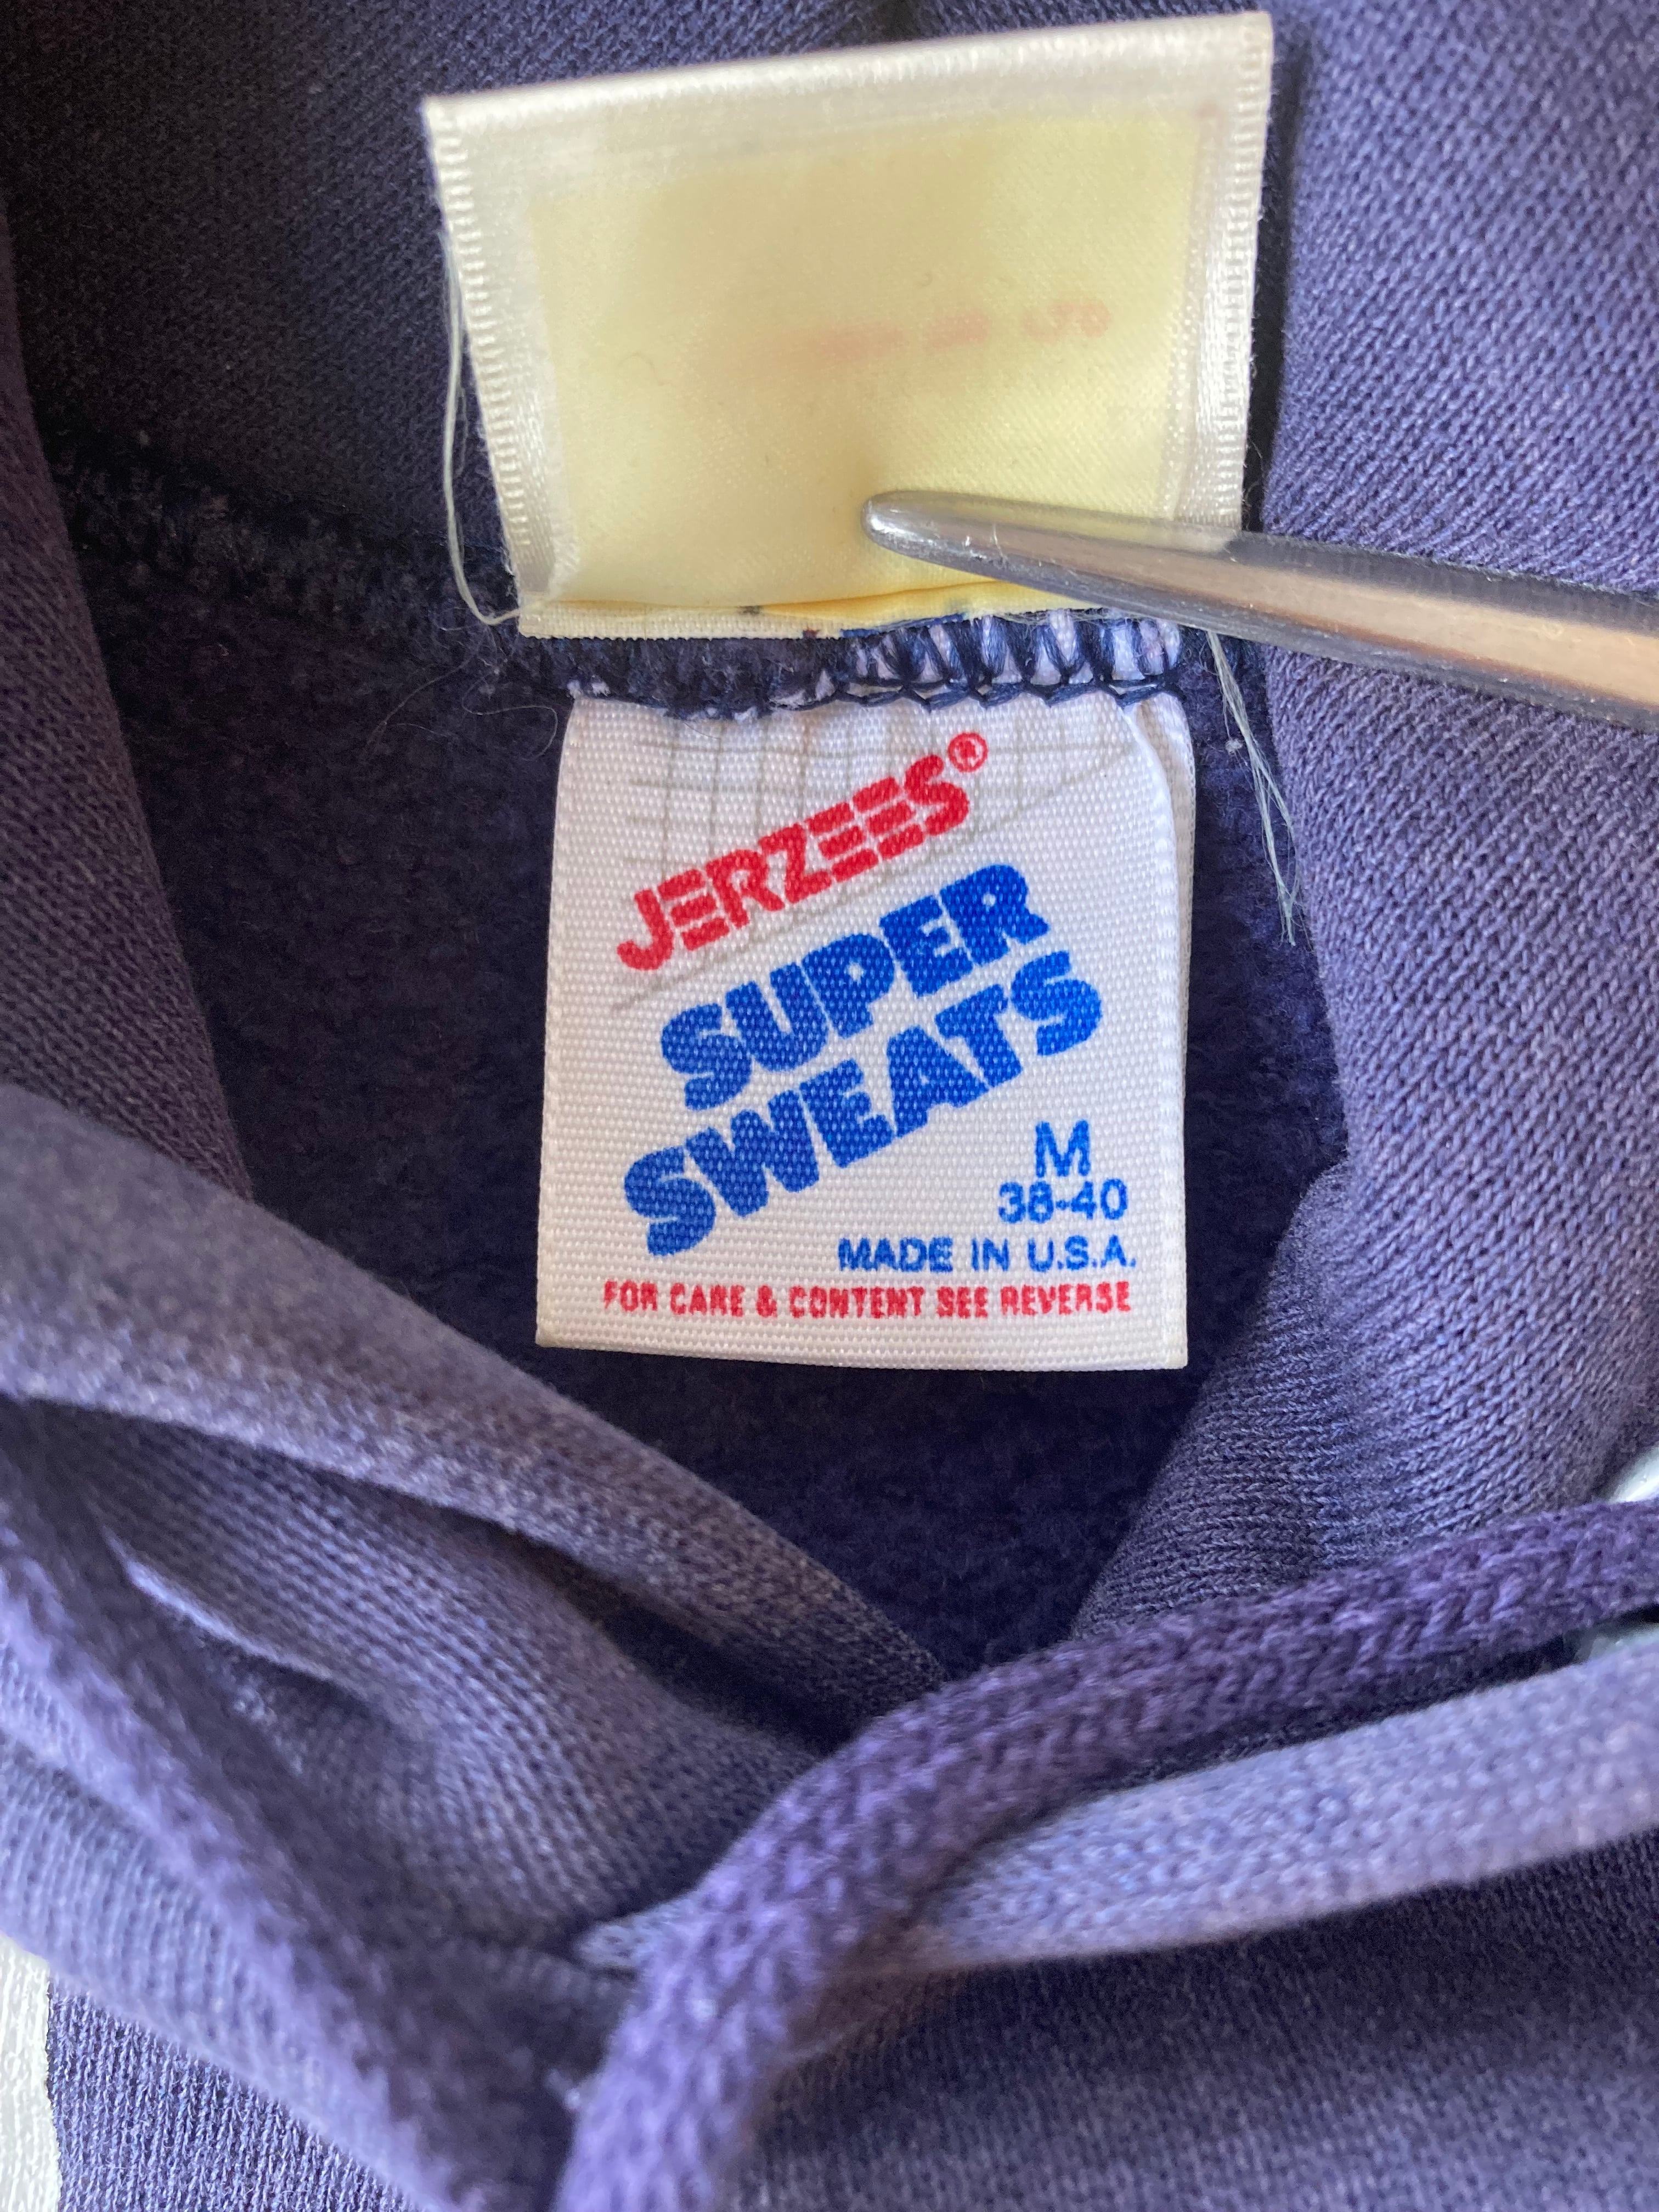 JERZEES®
SUPER
SWEATS
M
38-40
MADE IN U.S.A.
FOR CARE & CONTENT SEE REVERSE